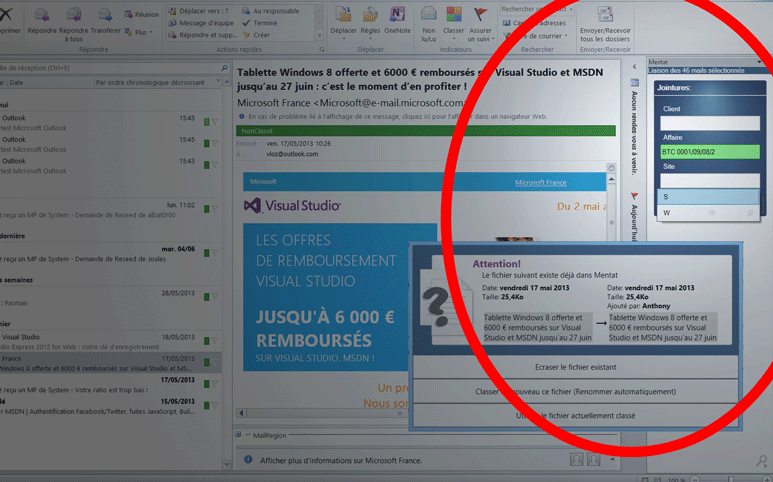 primer
Répondre Répondre à tous Transférer
Réunion
Plus
Répondre
Déplacer vers : ?
Message d'équipe
Répondre et supp...
Au responsable
Terminé
Créer
Actions rapides
Déplacer Règles OneNote
Déplacer
Non lu/Lu Classer Assurer un suivi
Indicateurs
Rechercher un
Carnet d'adresses
de courrier
Rechercher
Envoyer/Recevoir tous les dossiers
Envoyer/Recevoir
te de réception (Ctrl+E)
ar : Date Par ordre chronologique décroissant
hui
Outlook 15:45
test Microsoft Outlook
Outlook 15:45
test Microsoft Outlook
Outlook 15:43
test Microsoft Outlook
lun. 11:02
z reçu un MP de System - Demande de Reseed de albat0r00
dernière
mar. 04/06
z reçu un MP de System - Demande de Reseed de Joules
s semaines
26/05/2013
: Pacman
nier
Visual Studio 18/05/2013
dio Express 2012 for Web : Votre clé d'enregistrement
France 17/05/2013
Windows 8 offerte et 6000 € remboursés sur Visual Studio et MS...
17/05/2013
z reçu un MP de System - Votre ratio est trop bas !
lé 15/05/2013
r MSDN | Authentification Facebook/Twitter, fuites JavaScript, Buil...
Tablette Windows 8 offerte et 6000 € remboursés sur Visual Studio et MSDN
jusqu'au 27 juin : c'est le moment d'en profiter !
Microsoft France <Microsoft@e-mail.microsoft.com
En cas de problème lié à l'affichage de ce message, cliquez ici pour l'afficher dans un navigateur Web.
NonClassé
Envoyé : ven. 17/05/2013 10:26
À : vloz@outlook.com
Microsoft Microsoft France
Visual Studio
Du 2 mai a
LES OFFRES
DE REMBOURSEMENT
VISUAL STUDIO
JUSQU'À 6 000 €
REMBOURSÉS
SUR VISUAL STUDIO, MSDN !
Un pr
Nous so
MailRegion
Afficher plus d'informations sur Microsoft France.
Aucun rendez-vous à venir.
Aujourd'hui
Mentat
Liaison des 46 mails sélectionnés
Jointures:
Client
Affaire
BTC 0001/09/08/2
Site
S
W W
Attention!
Le fichier suivant existe déjà dans Mentat
Date: vendredi 17 mai 2013
Taille: 25,4Ko
Tablette Windows 8 offerte et
6000 € remboursés sur Visual
Studio et MSDN jusqu'au 27 juin
Date: vendredi 17 mai 2013
Taille: 25,4Ko
Ajouté par: Anthony
Tablette Windows 8 offerte et
6000 € remboursés sur Visual
Studio et MSDN jusqu'au 27 juin
Ecraser le fichier existant
Classer nouveau ce fichier (Renommer automatiquement)
le fichier actuellement classé